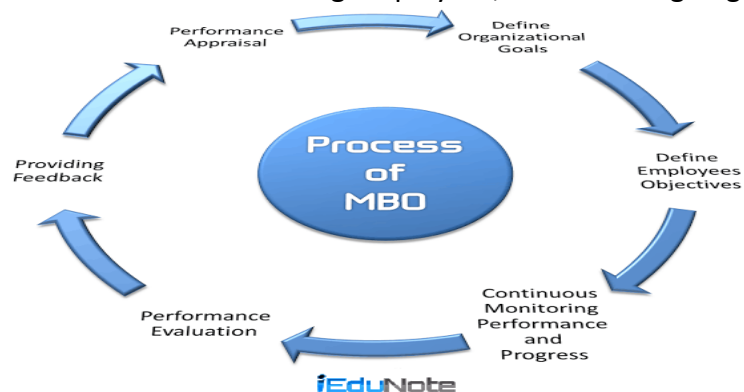 Performance
Appraisal
Define
Organizational
Goals
Define
Employees
Objectives
Continuous
Monitoring
Performance
and
Progress
Performance
Evaluation
Providing
Feedback
Process
of
MBO
iEduNote